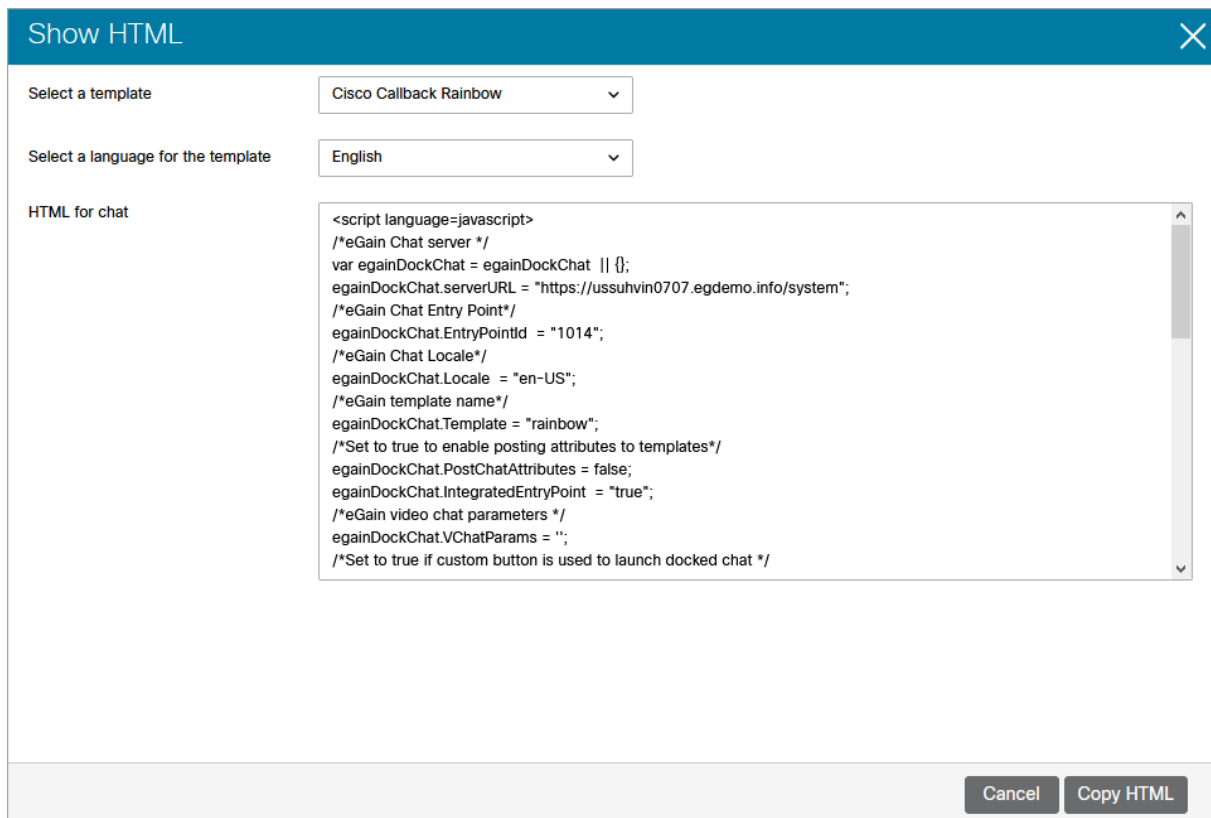 Show HTML
Select a template
Cisco Callback Rainbow
Select a language for the template
English
HTML for chat
<script language=javascript>
/*eGain Chat server */
var egainDockChat = egainDockChat  || {};
egainDockChat.serverURL = "https://ussuhvin0707.egdemo.info/system";
/*eGain Chat Entry Point*/
egainDockChat.EntryPointId  = "1014";
/*eGain Chat Locale*/
egainDockChat.Locale  = "en-US";
/*eGain template name*/
egainDockChat.Template = "rainbow";
/*Set to true to enable posting attributes to templates*/
egainDockChat.PostChatAttributes = false;
egainDockChat.IntegratedEntryPoint  = "true";
/*eGain video chat parameters */
egainDockChat.VChatParams = '';
/*Set to true if custom button is used to launch docked chat */
Cancel
Copy HTML